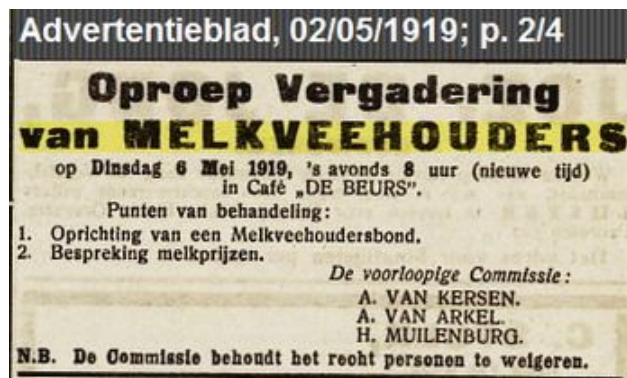 Advertentieblad, 02/05/1919; p. 2/4
Oproep Vergadering
van MELKVEEHOUDERS
op Dinsdag 6 Mei 1919, 's avonds 8 uur (nieuwe tijd)
in Café „DE BEURS".
Punten van behandeling:
1. Oprichting van een Melkveehoudersbond.
2. Bespreking melkprijzen.
De voorloopige Commissie:
A. VAN KERSEN.
A. VAN ARKEL.
H. MUILENBURG.
N.B. De Commissie behoudt het recht personen te weigeren.